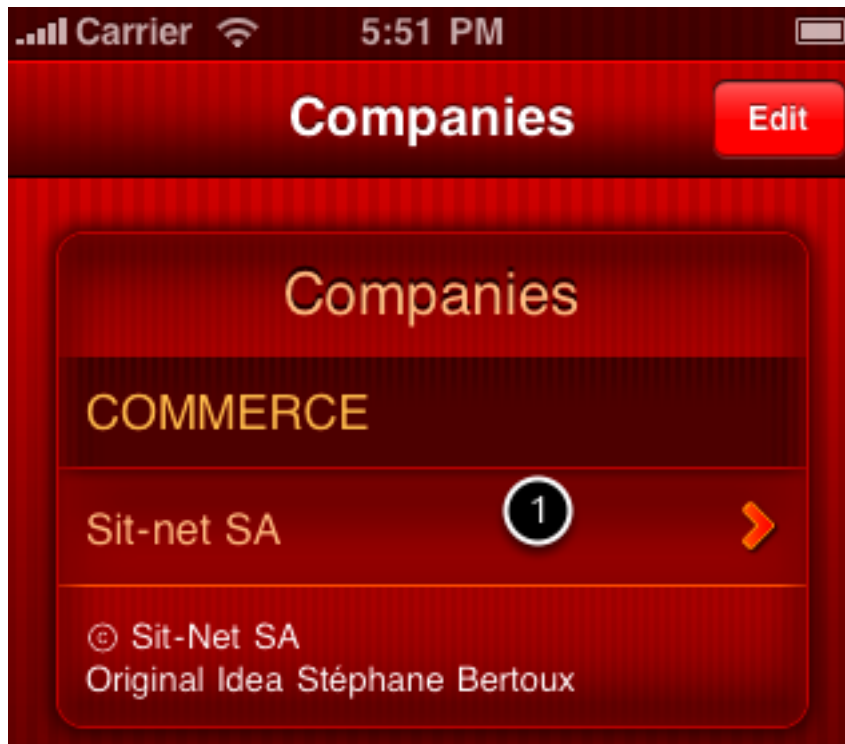 Carrier 5:51 PM
Companies Edit
Companies
COMMERCE
Sit-net SA 1
© Sit-Net SA
Original Idea Stéphane Bertoux